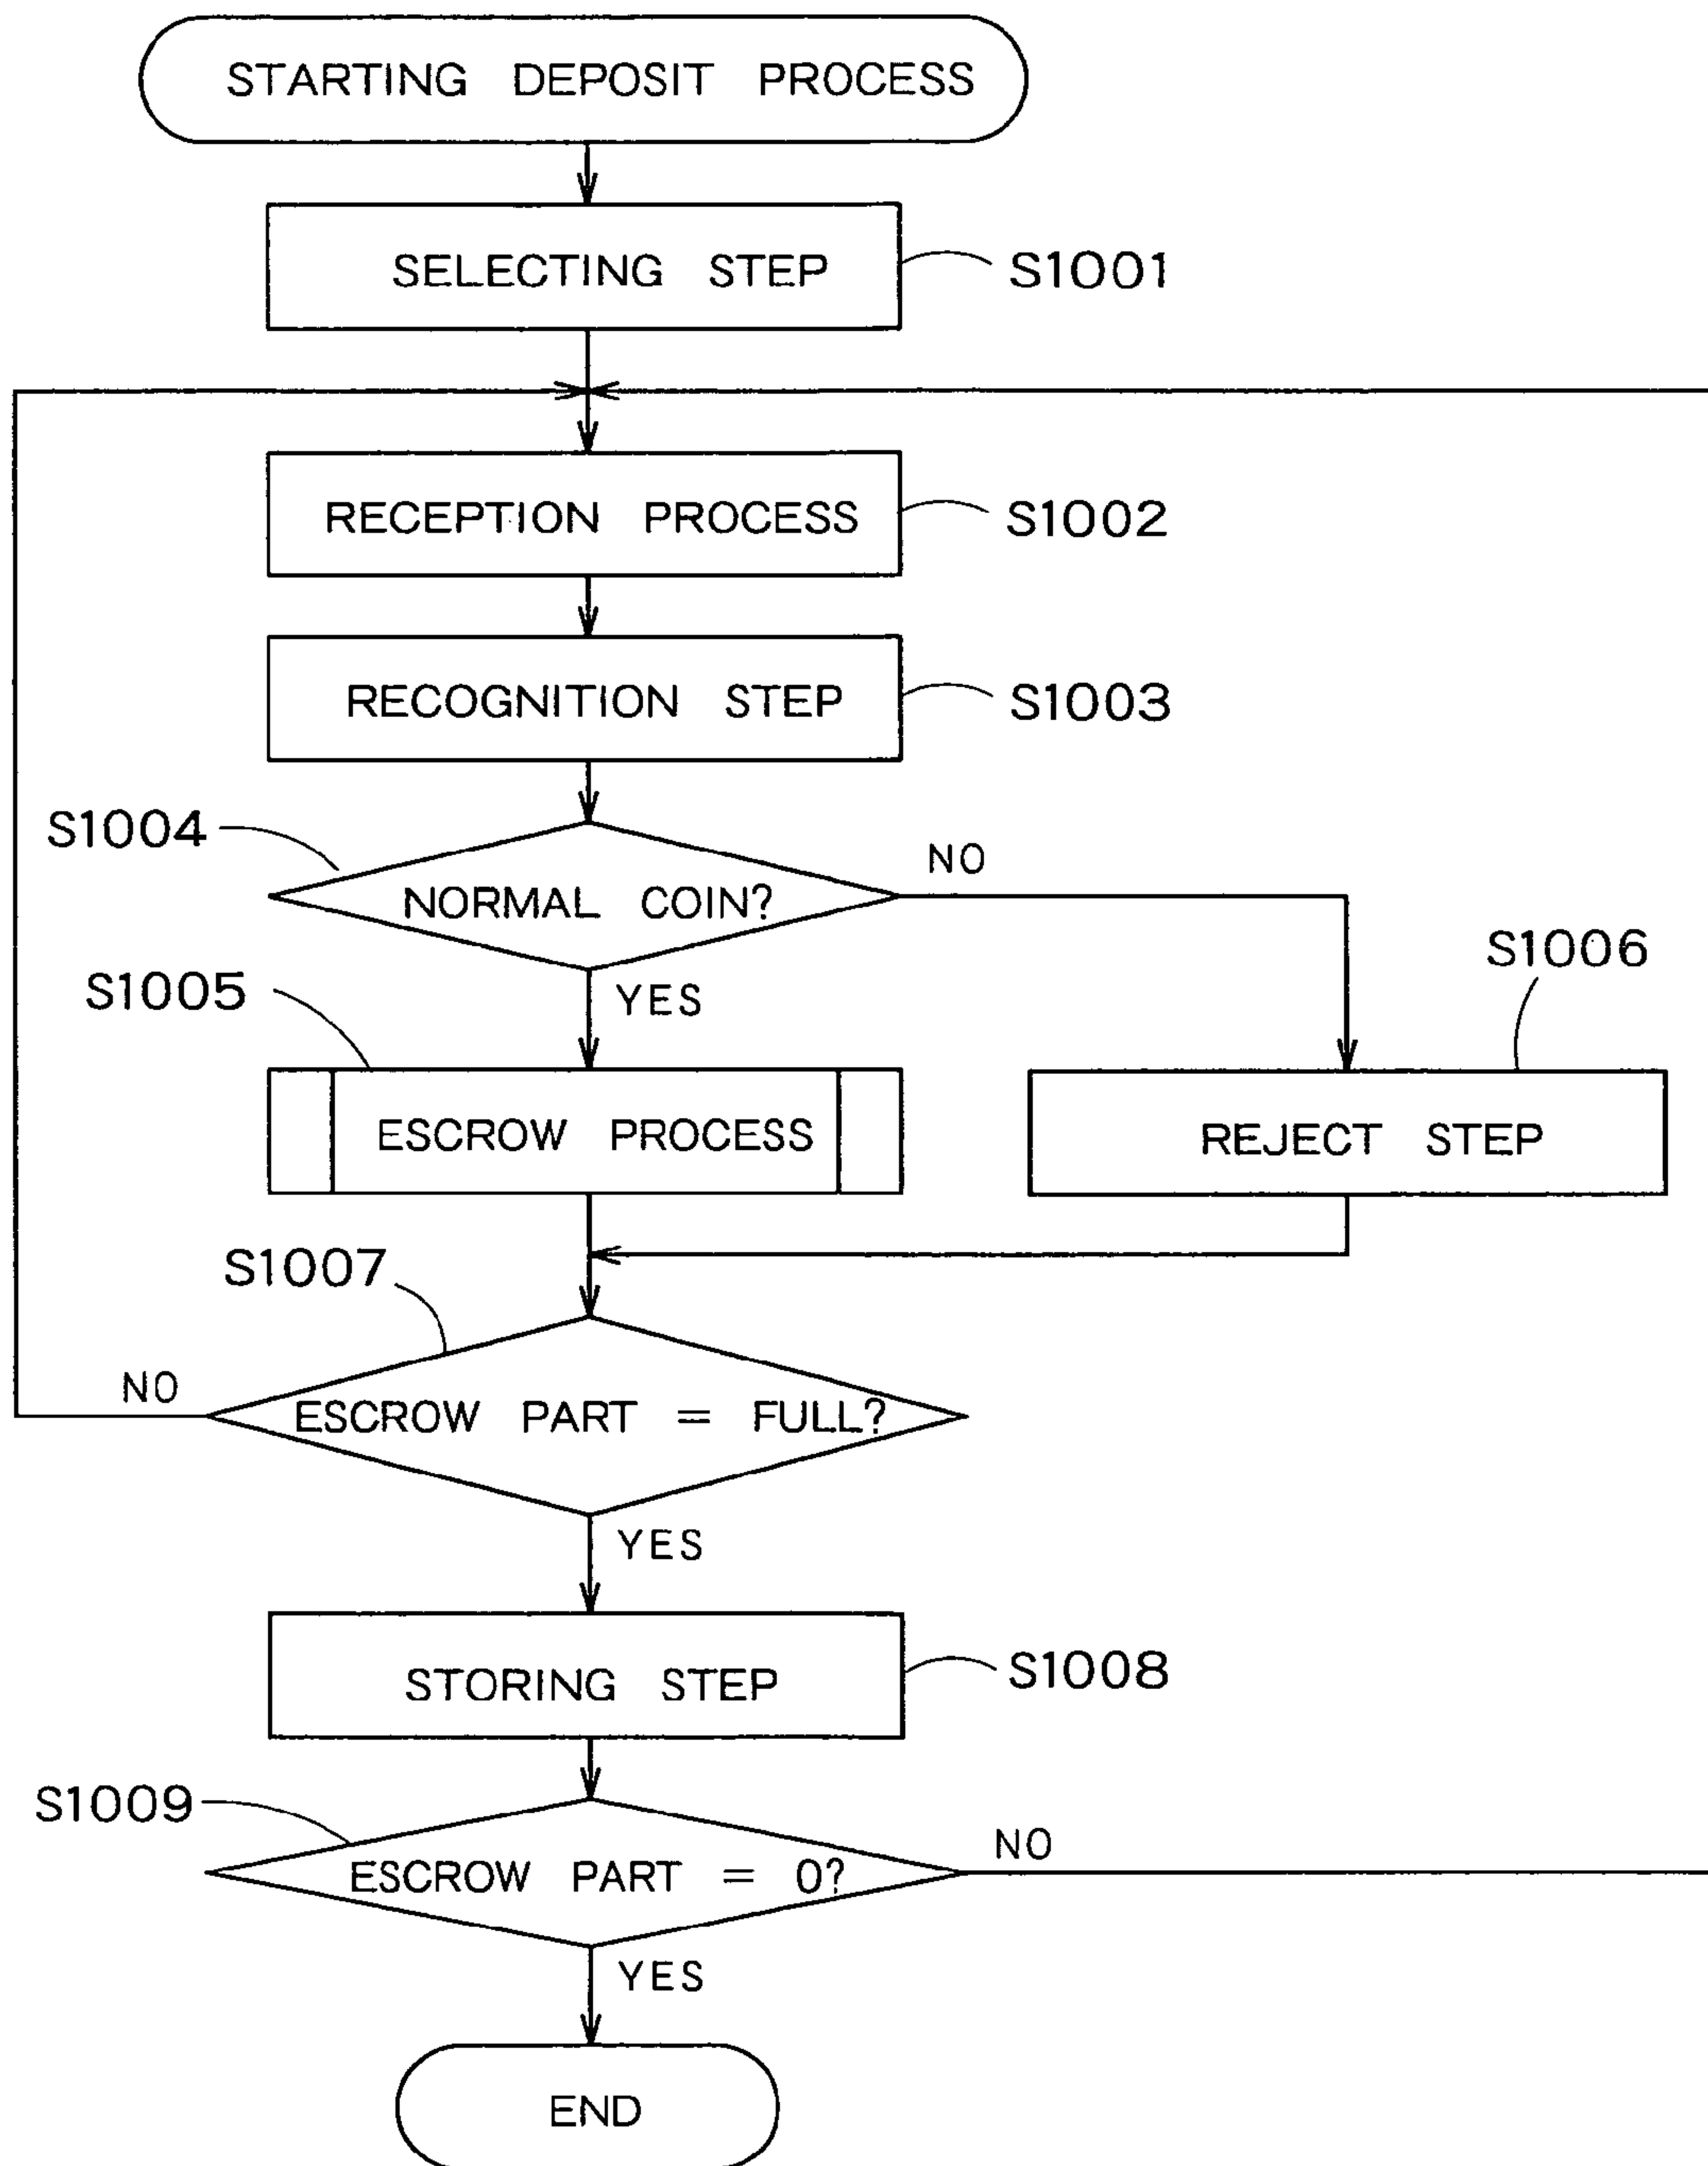 STARTING DEPOSIT PROCESS
SELECTING STEP
S1001
RECEPTION PROCESS
S1002
RECOGNITION STEP
S1003
S1004
NORMAL COIN?
NO
YES
S1005
ESCROW PROCESS
S1006
REJECT STEP
S1007
ESCROW PART = FULL?
NO
YES
STORING STEP
S1008
S1009
ESCROW PART = 0?
NO
YES
END